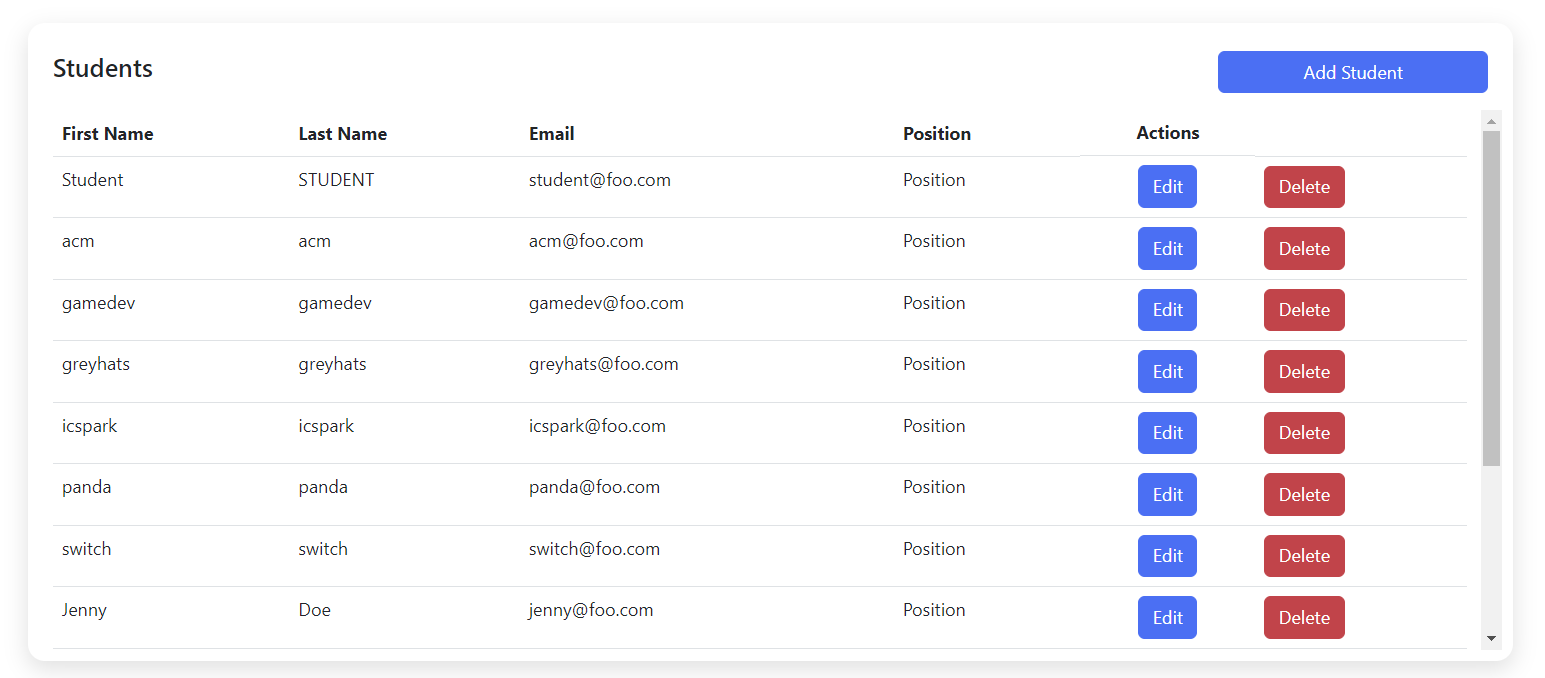 Students Add Student
First Name Last Name Email Position Actions
Student STUDENT student@foo.com Position Edit Delete
acm acm acm@foo.com Position Edit Delete
gamedev gamedev gamedev@foo.com Position Edit Delete
greyhats greyhats greyhats@foo.com Position Edit Delete
icspark icspark icspark@foo.com Position Edit Delete
panda panda panda@foo.com Position Edit Delete
switch switch switch@foo.com Position Edit Delete
Jenny Doe jenny@foo.com Position Edit Delete